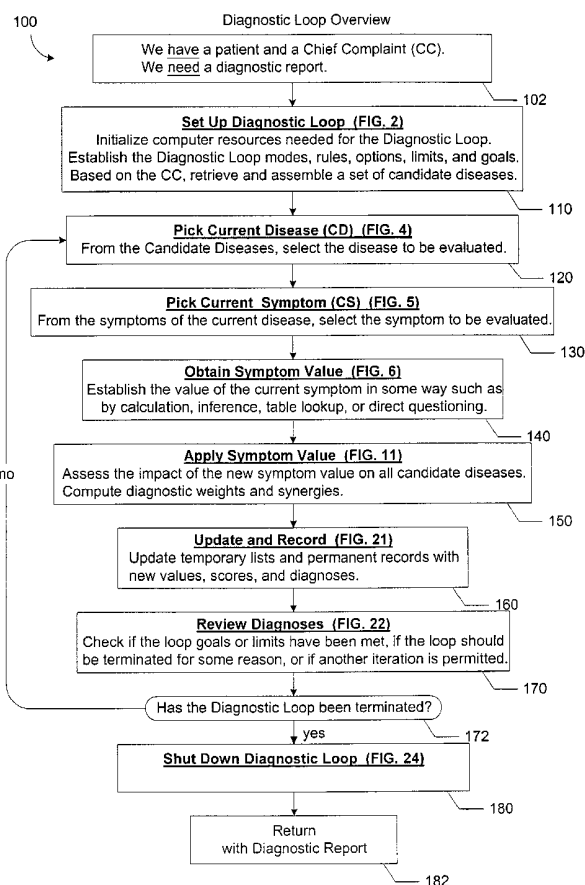 Diagnostic Loop Overview
100
We have a patient and a Chief Complaint (CC).
We need a diagnostic report.
102
Set Up Diagnostic Loop (FIG. 2)
Initialize computer resources needed for the Diagnostic Loop.
Establish the Diagnostic Loop modes, rules, options, limits, and goals.
Based on the CC, retrieve and assemble a set of candidate diseases.
110
Pick Current Disease (CD) (FIG. 4)
From the Candidate Diseases, select the disease to be evaluated.
120
Pick Current Symptom (CS) (FIG. 5)
From the symptoms of the current disease, select the symptom to be evaluated.
130
Obtain Symptom Value (FIG. 6)
Establish the value of the current symptom in some way such as
by calculation, inference, table lookup, or direct questioning.
140
Apply Symptom Value (FIG. 11)
Assess the impact of the new symptom value on all candidate diseases.
Compute diagnostic weights and synergies.
150
Update and Record (FIG. 21)
Update temporary lists and permanent records with
new values, scores, and diagnoses.
160
Review Diagnoses (FIG. 22)
Check if the loop goals or limits have been met, if the loop should
be terminated for some reason, or if another iteration is permitted.
170
Has the Diagnostic Loop been terminated?
172
yes
Shut Down Diagnostic Loop (FIG. 24)
180
Return
with Diagnostic Report
182